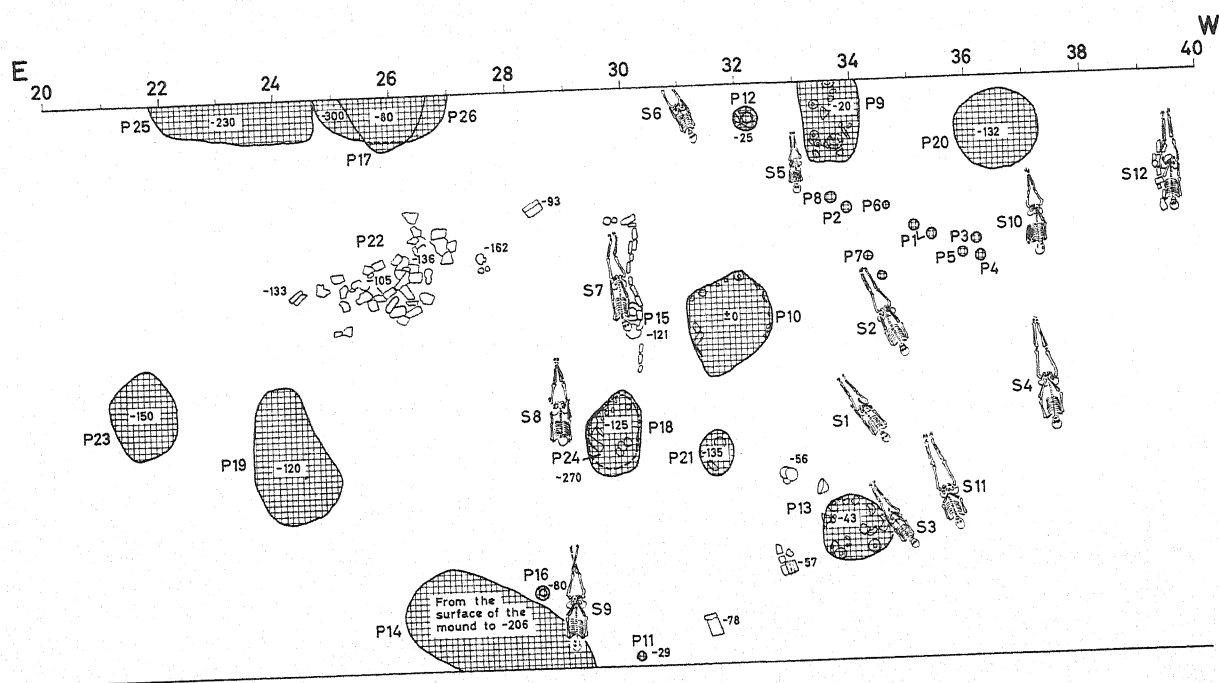 E
W
20 22 24 26 28 30 32 34 36 38 40
P25
-230
-300
-80
P26
P17
S6
P12
-25
-20
P9
S5
P20
-132
S12
P8
P2
P6
P1
P3
P5
P4
S10
P7
-93
P22
-136
-162
-105
-133
S7
P15
-121
±0
P10
S2
S4
-150
P23
P19
-120
S8
-125
P18
P24
-270
P21
-135
S1
-56
P13
-43
S3
S11
-57
P16
-80
S9
P14
From the
surface of the
mound to -206
P11
-29
-78